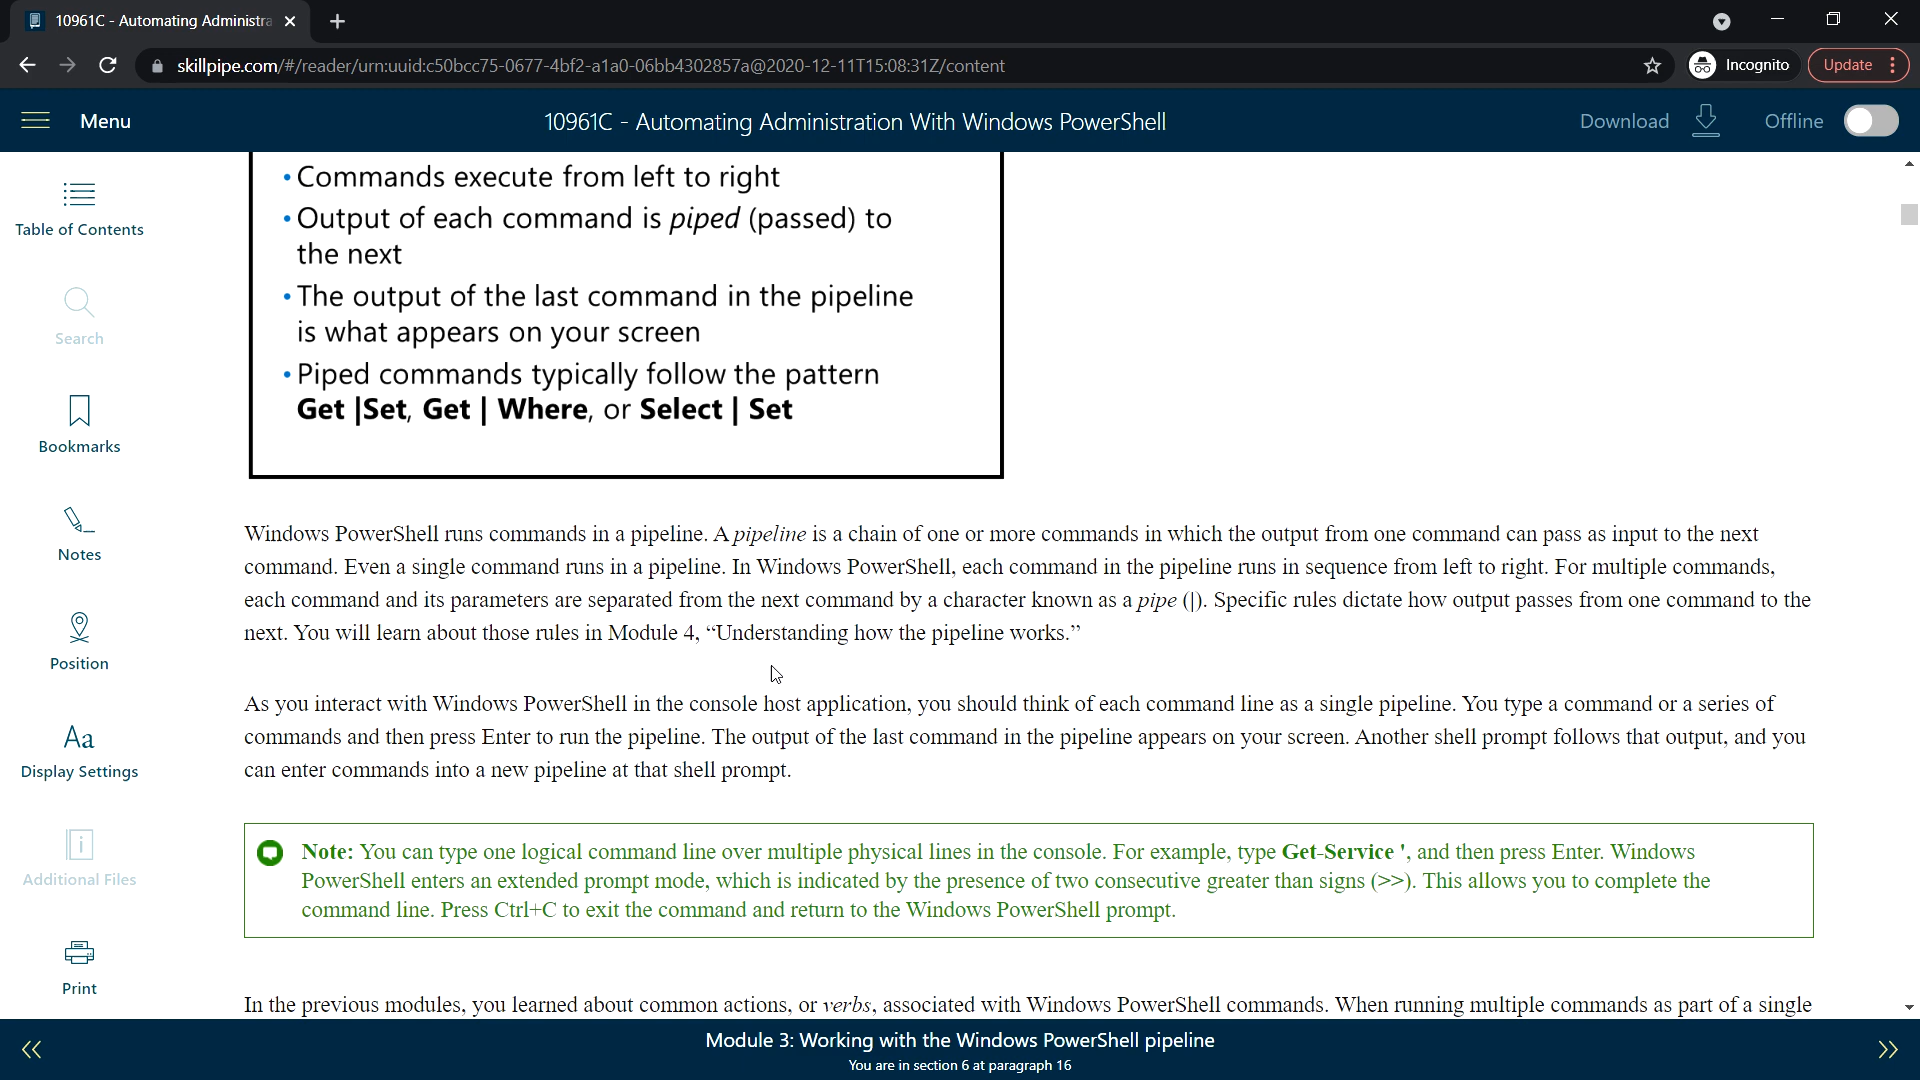 10961C - Automating Administra
skillpipe.com/#/reader/urn:uuid:c50bcc75-0677-4bf2-a1a0-06bb4302857a@2020-12-11T15:08:31Z/content
Incognito
Update
Menu
10961C - Automating Administration With Windows PowerShell
Download
Offline
Table of Contents
Search
Bookmarks
Notes
Position
Aa
Display Settings
Additional Files
Print
• Commands execute from left to right
• Output of each command is piped (passed) to
the next
• The output of the last command in the pipeline
is what appears on your screen
• Piped commands typically follow the pattern
Get |Set, Get | Where, or Select | Set
Windows PowerShell runs commands in a pipeline. A pipeline is a chain of one or more commands in which the output from one command can pass as input to the next
command. Even a single command runs in a pipeline. In Windows PowerShell, each command in the pipeline runs in sequence from left to right. For multiple commands,
each command and its parameters are separated from the next command by a character known as a pipe (|). Specific rules dictate how output passes from one command to the
next. You will learn about those rules in Module 4, “Understanding how the pipeline works.”
As you interact with Windows PowerShell in the console host application, you should think of each command line as a single pipeline. You type a command or a series of
commands and then press Enter to run the pipeline. The output of the last command in the pipeline appears on your screen. Another shell prompt follows that output, and you
can enter commands into a new pipeline at that shell prompt.
Note: You can type one logical command line over multiple physical lines in the console. For example, type Get-Service ', and then press Enter. Windows
PowerShell enters an extended prompt mode, which is indicated by the presence of two consecutive greater than signs (>>). This allows you to complete the
command line. Press Ctrl+C to exit the command and return to the Windows PowerShell prompt.
In the previous modules, you learned about common actions, or verbs, associated with Windows PowerShell commands. When running multiple commands as part of a single
Module 3: Working with the Windows PowerShell pipeline
You are in section 6 at paragraph 16